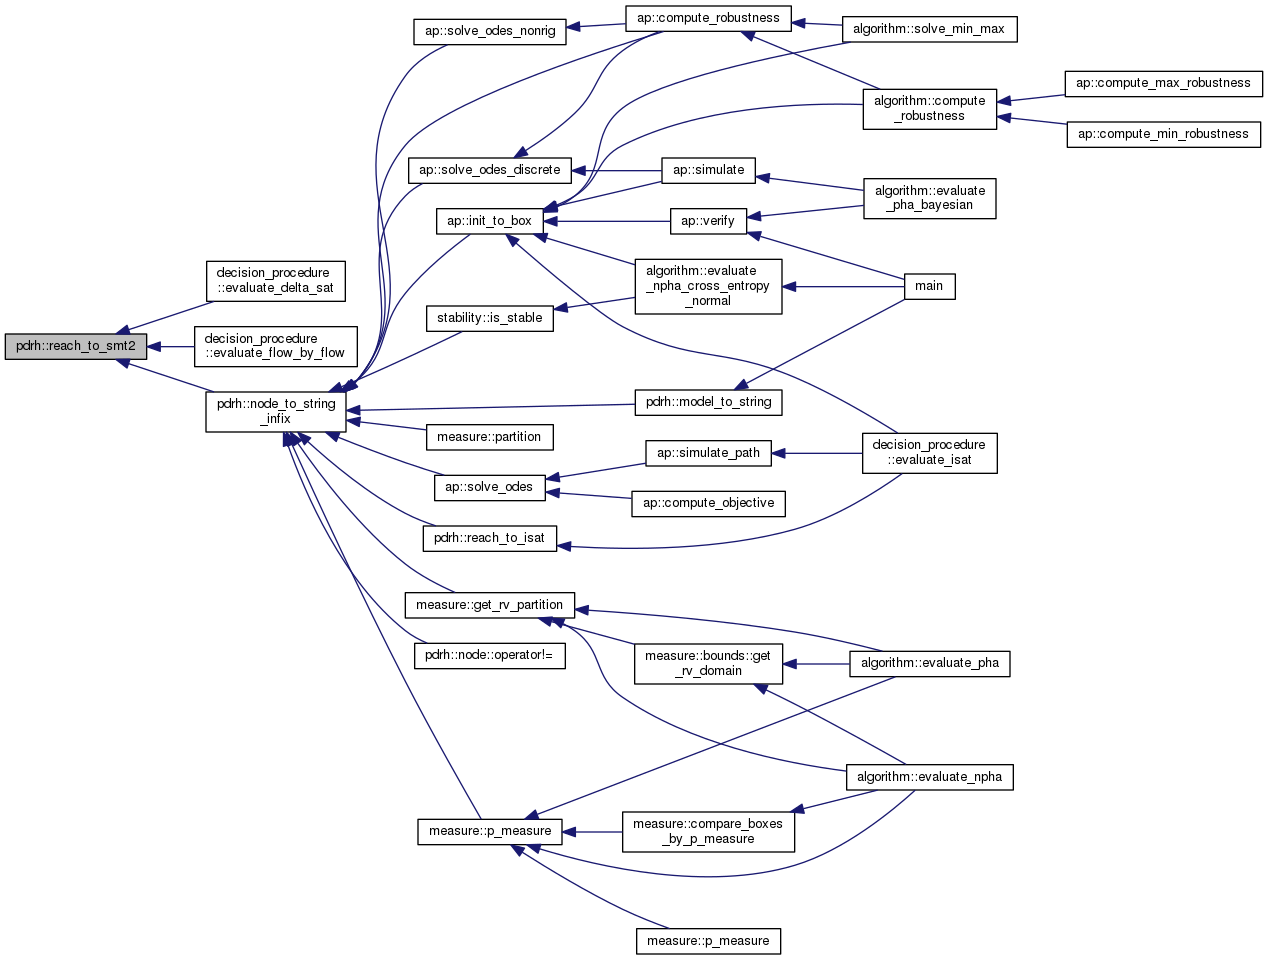 pdrh::reach_to_smt2
decision_procedure
::evaluate_delta_sat
decision_procedure
::evaluate_flow_by_flow
pdrh::node_to_string
_infix
ap::solve_odes_nonrig
ap::solve_odes_discrete
ap::init_to_box
stability::is_stable
measure::partition
ap::solve_odes
pdrh::reach_to_isat
measure::get_rv_partition
pdrh::node::operator!=
measure::p_measure
ap::compute_robustness
ap::simulate
ap::verify
algorithm::evaluate
_npha_cross_entropy
_normal
pdrh::model_to_string
ap::simulate_path
ap::compute_objective
measure::bounds::get
_rv_domain
measure::compare_boxes
_by_p_measure
measure::p_measure
algorithm::solve_min_max
algorithm::compute
_robustness
algorithm::evaluate
_pha_bayesian
main
decision_procedure
::evaluate_isat
algorithm::evaluate_pha
algorithm::evaluate_npha
ap::compute_max_robustness
ap::compute_min_robustness